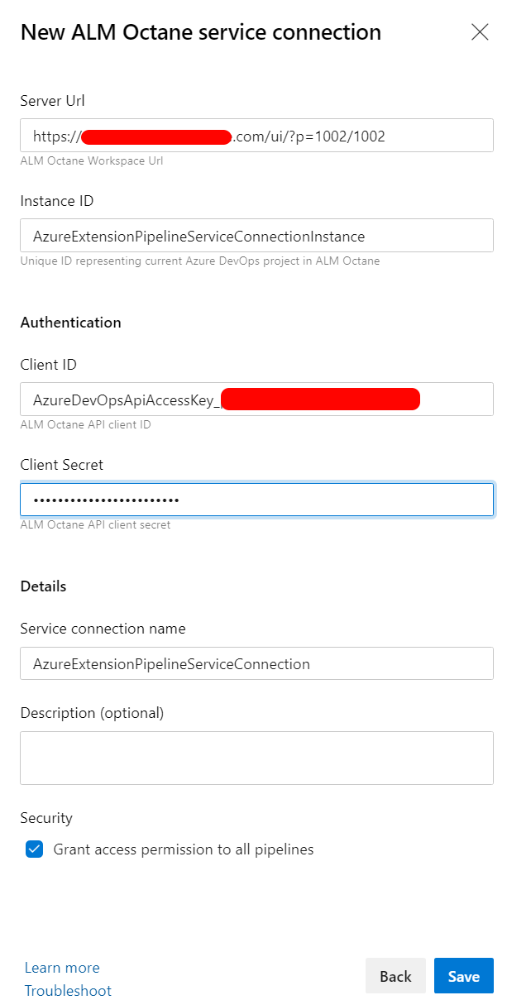 New ALM Octane service connection
Server Url
https://.com/ui/?p=1002/1002
ALM Octane Workspace Url
Instance ID
AzureExtensionPipelineServiceConnectionInstance
Unique ID representing current Azure DevOps project in ALM Octane
Authentication
Client ID
AzureDevOpsApiAccessKey_
ALM Octane API client ID
Client Secret
••••••••••••••••••••••••
ALM Octane API client secret
Details
Service connection name
AzureExtensionPipelineServiceConnection
Description (optional)
Security
Grant access permission to all pipelines
Learn more
Back
Save
Troubleshoot